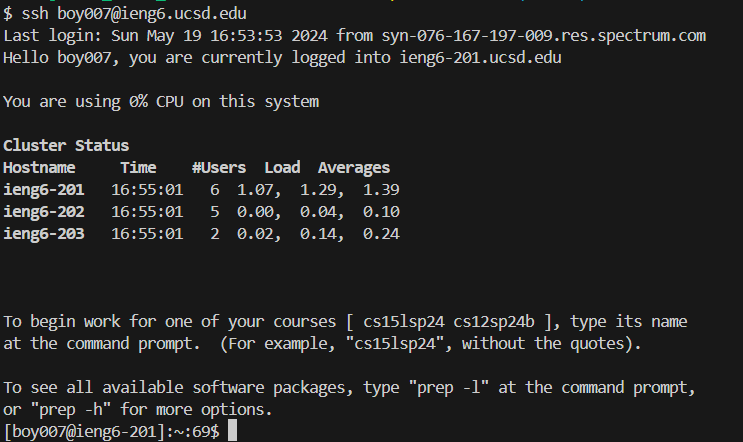 $ ssh boy007@ieng6.ucsd.edu
Last login: Sun May 19 16:53:53 2024 from syn-076-167-197-009.res.spectrum.com
Hello boy007, you are currently logged into ieng6-201.ucsd.edu
You are using 0% CPU on this system
Cluster Status
Hostname     Time    #Users  Load  Averages
ieng6-201   16:55:01   6  1.07,  1.29,  1.39
ieng6-202   16:55:01   5  0.00,  0.04,  0.10
ieng6-203   16:55:01   2  0.02,  0.14,  0.24
To begin work for one of your courses [ cs15lsp24 cs12sp24b ], type its name
at the command prompt.  (For example, "cs15lsp24", without the quotes).
To see all available software packages, type "prep -l" at the command prompt,
or "prep -h" for more options.
[boy007@ieng6-201]:~:69$